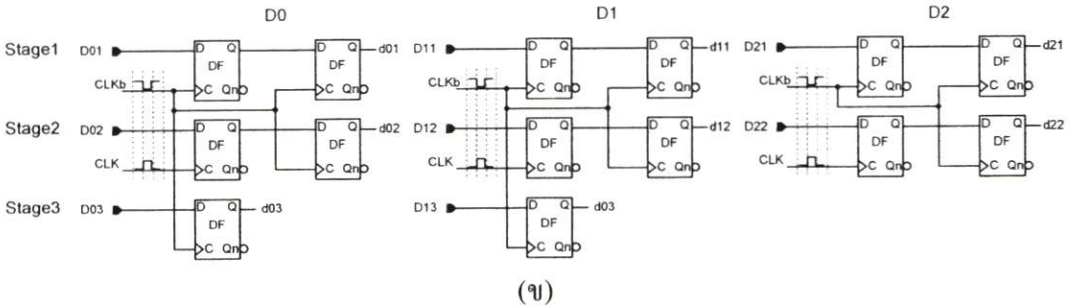 D0 D1 D2
Stage1 D01 D Q D Q d01 D11 D Q D Q d11 D21 D Q D Q d21
DF DF DF DF DF DF
CLKb C Qn C Qn CLKb C Qn C Qn CLKb C Qn C Qn
Stage2 D02 D Q D Q d02 D12 D Q D Q d12 D22 D Q D Q d22
DF DF DF DF DF DF
CLK C Qn C Qn CLK C Qn C Qn CLK C Qn C Qn
Stage3 D03 D Q d03 D13 D Q d03
DF DF
C Qn C Qn
(ข)